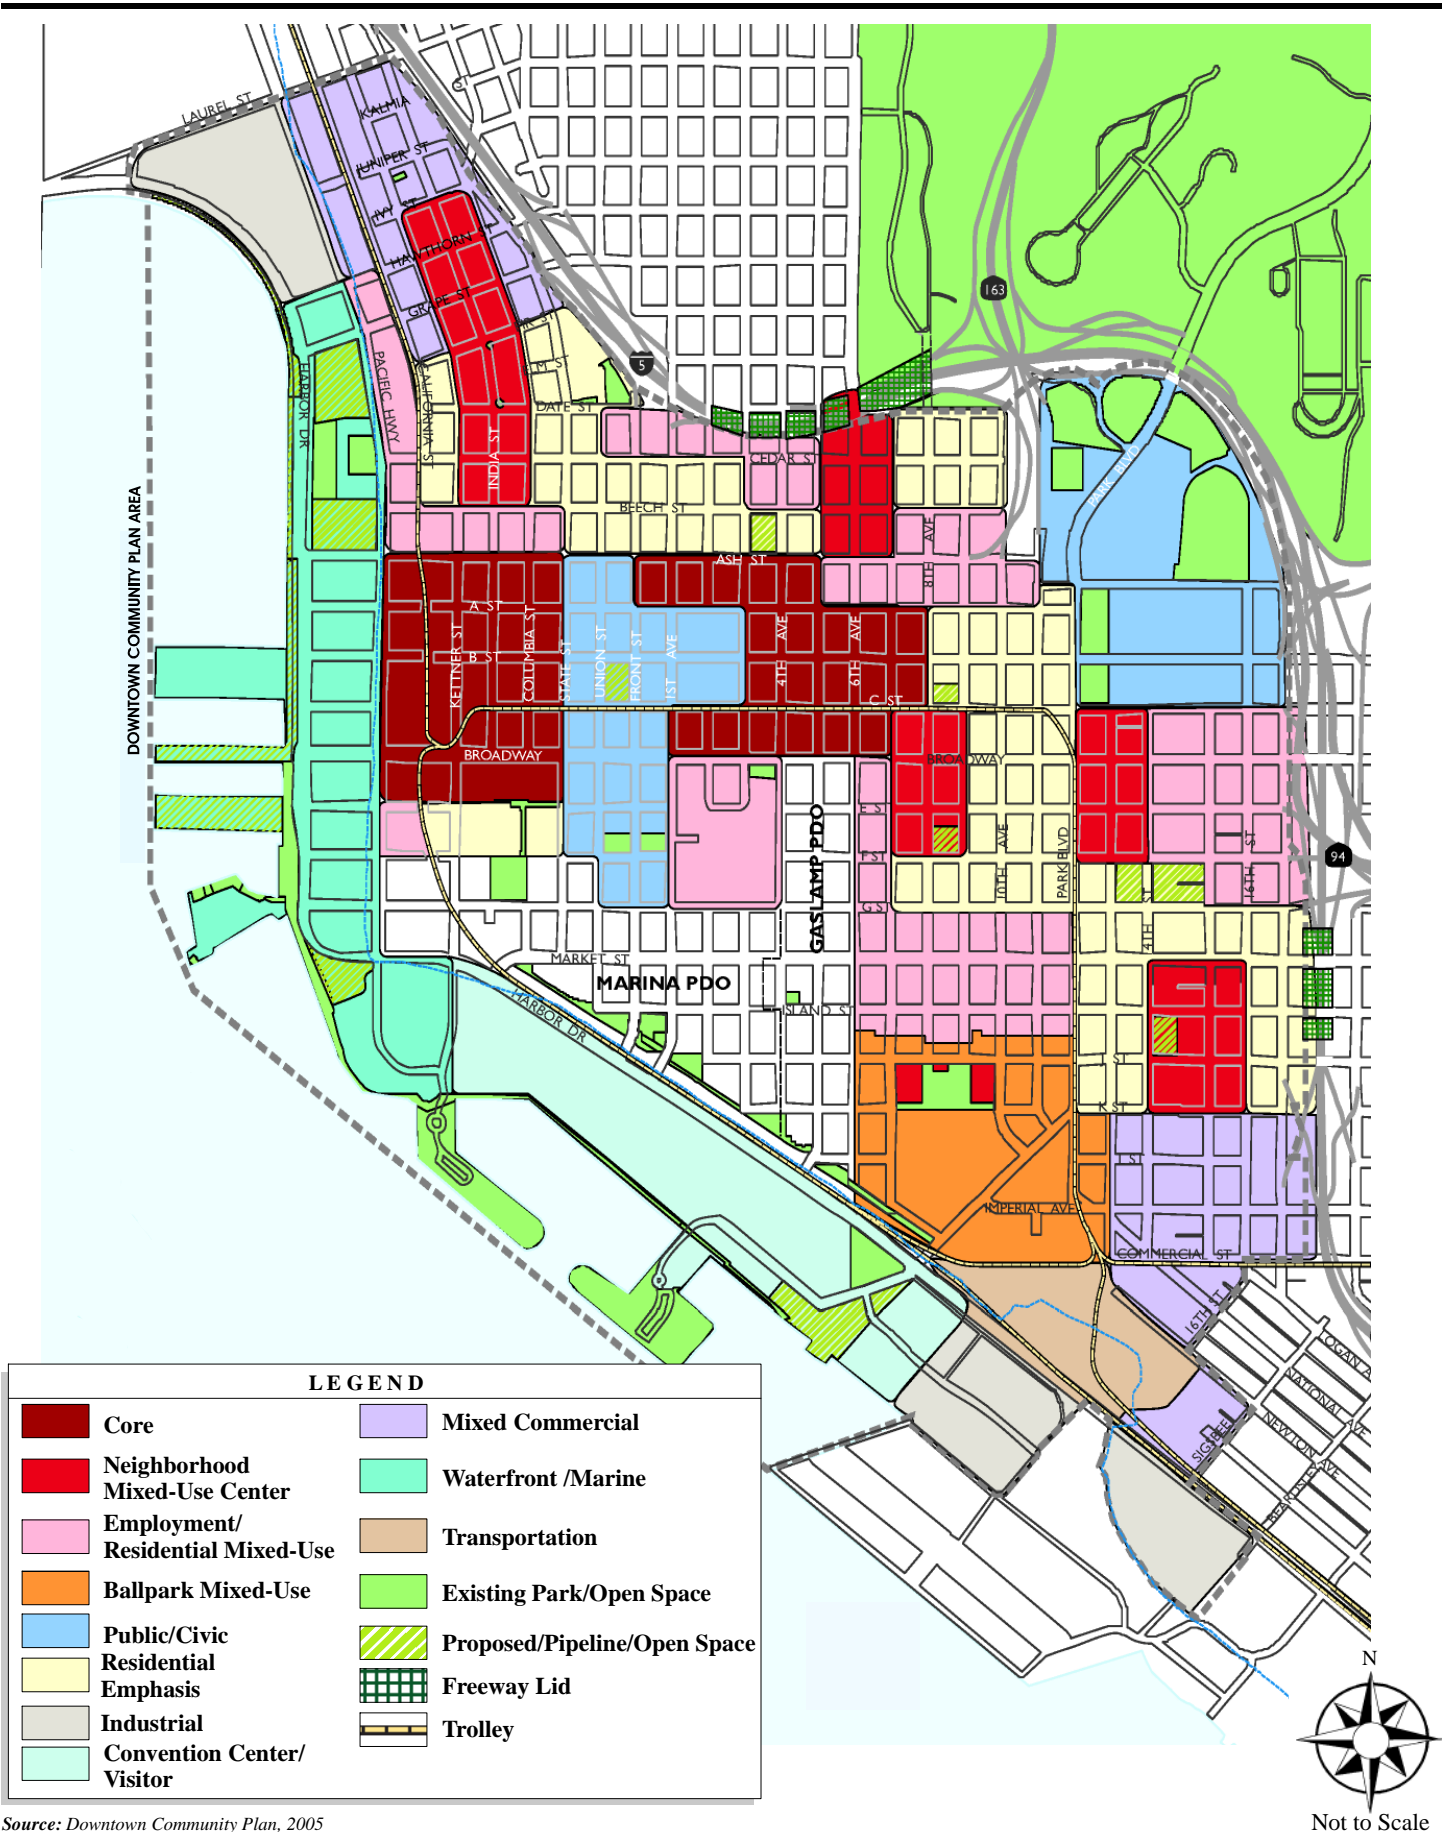 LAUREL ST
KALMIA
ST
JUNIPER ST
IVY ST
HAWTHORN ST
GRAPE ST
163
5
HARBOR DR
PACIFIC HWY
CALIFORNIA ST
INDIA ST
DATE ST
CEDAR ST
BEECH ST
ASH ST
8TH AVE
PARK BLVD
DOWNTOWN COMMUNITY PLAN AREA
A ST
B ST
KETTNER ST
COLUMBIA ST
STATE ST
UNION ST
FRONT ST
1ST AVE
4TH AVE
6TH AVE
C ST
BROADWAY
BROADWAY
E ST
F ST
G ST
GASLAMP PDO
10TH AVE
PARK BLVD
16TH ST
94
4TH ST
MARKET ST
MARINA PDO
ISLAND ST
HARBOR DR
J ST
K ST
IMPERIAL AVE
COMMERCIAL ST
16TH ST
NATIONAL AVE
NEWTON AVE
SIGSBEE
LEGEND
Core
Neighborhood
Mixed-Use Center
Employment/
Residential Mixed-Use
Ballpark Mixed-Use
Public/Civic
Residential
Emphasis
Industrial
Convention Center/
Visitor
Mixed Commercial
Waterfront /Marine
Transportation
Existing Park/Open Space
Proposed/Pipeline/Open Space
Freeway Lid
Trolley
N
Not to Scale
Source: Downtown Community Plan, 2005